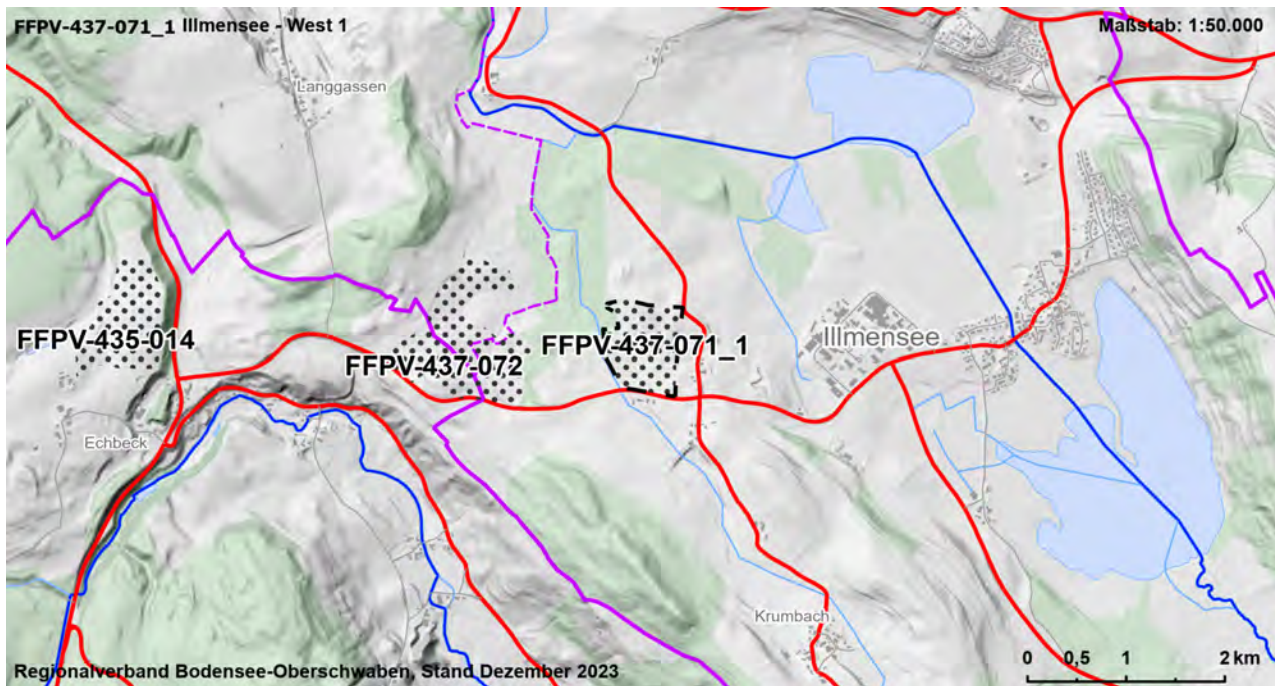 FFPV-437-071_1 Illmensee - West 1
Maßstab: 1:50.000
Langgassen
FFPV-435-014
FFPV-437-072
FFPV-437-071_1
Illmensee
Echbeck
Krumbach
Regionalverband Bodensee-Oberschwaben, Stand Dezember 2023
0 0,5 1 2 km